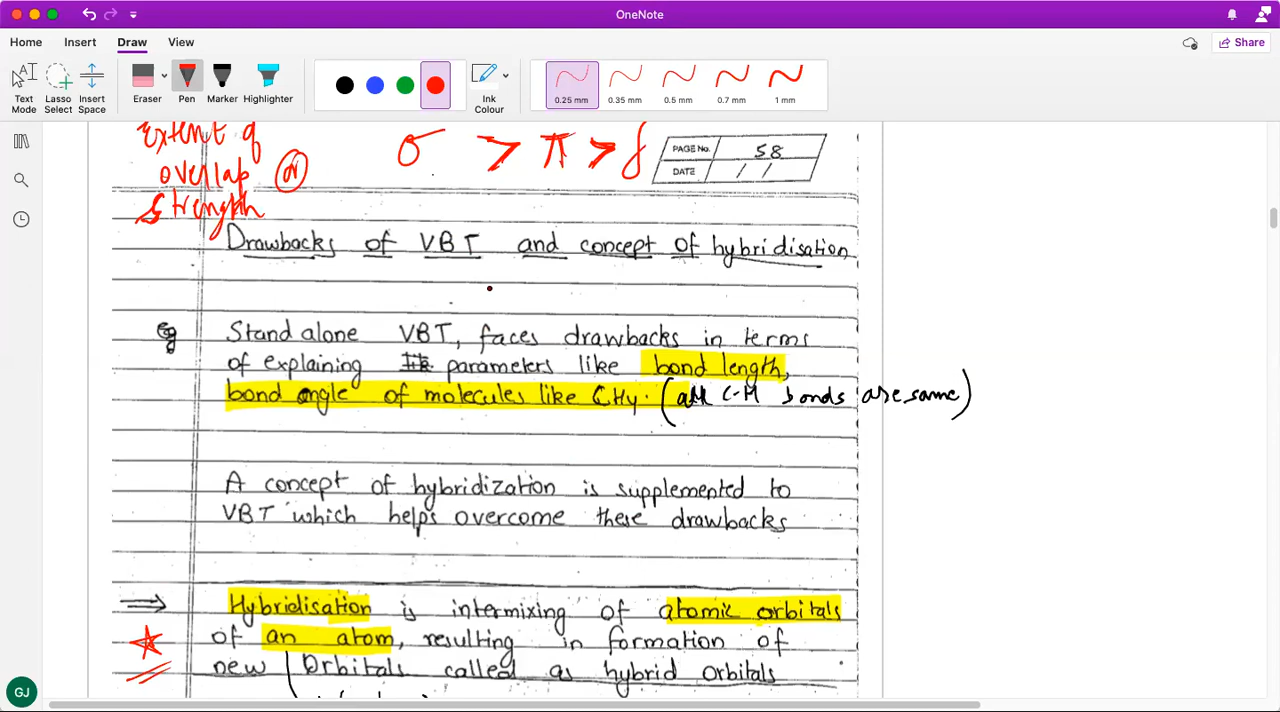 OneNote
Home Insert Draw View
Share
Text Mode
Lasso Select
Insert Space
Eraser
Pen
Marker
Highlighter
Ink Colour
0.25 mm
0.35 mm
0.5 mm
0.7 mm
1 mm
Extent of
overlap or
strength
σ > π > δ
PAGE No. 58
DATE / /
Drawbacks of VBT and concept of hybridisation
eg Stand alone VBT, faces drawbacks in terms
of explaining parameters like bond length,
bond angle of molecules like CH4. (all C-H bonds are same)
A concept of hybridization is supplemented to
VBT which helps overcome these drawbacks
⇒ Hybridisation is intermixing of atomic orbitals
of an atom, resulting in formation of
new Orbitals called as hybrid orbitals
GJ